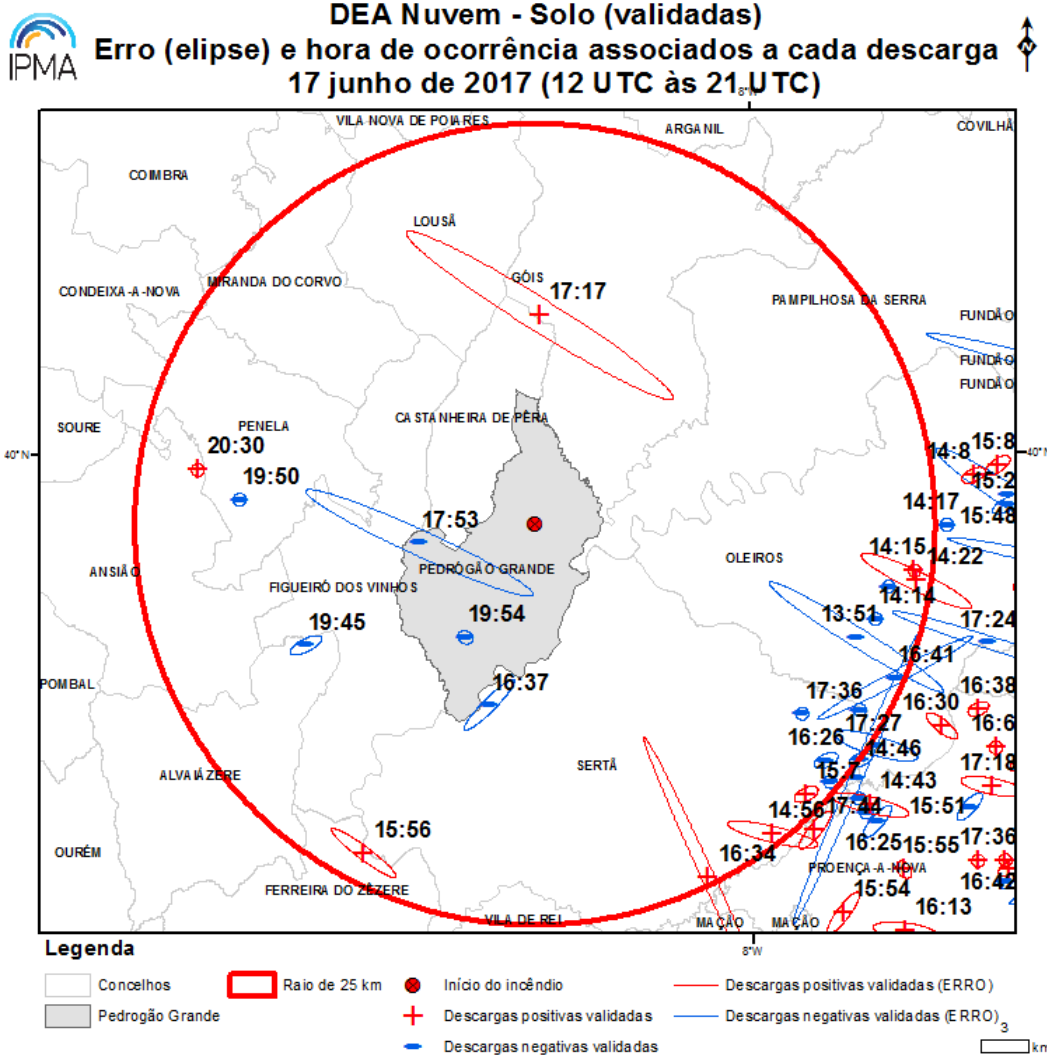 IPMA
DEA Nuvem - Solo (validadas)
Erro (elipse) e hora de ocorrência associados a cada descarga
17 junho de 2017 (12 UTC às 21 UTC)
8°W
VILA NOVA DE POIARES
ARGANIL
COVILHÃ
COIMBRA
LOUSÃ
GÓIS
MIRANDA DO CORVO
CONDEIXA-A-NOVA
17:17
PAMPILHOSA DA SERRA
FUNDÃO
FUNDÃO
FUNDÃO
CASTANHEIRA DE PÊRA
SOURE
PENELA
20:30
40°N
14:8
15:8
40°N
19:50
15:2
14:17
15:48
17:53
14:15
14:22
OLEIROS
ANSIÃO
PEDRÓGÃO GRANDE
FIGUEIRÓ DOS VINHOS
14:14
19:45
19:54
13:51
17:24
16:41
POMBAL
16:37
16:38
17:36
16:30
17:27
16:6
16:26
14:46
SERTÃ
17:18
ALVAIÁZERE
15:7
14:43
14:56
17:44
15:51
15:56
16:25
15:55
17:36
OURÉM
16:34
PROENÇA-A-NOVA
16:42
FERREIRA DO ZÊZERE
15:54
16:13
VILA DE REI
MAÇÃO
MAÇÃO
8°W
Legenda
Concelhos
Raio de 25 km
Início do incêndio
Descargas positivas validadas (ERRO)
Pedrogão Grande
Descargas positivas validadas
Descargas negativas validadas (ERRO)
3
km
Descargas negativas validadas